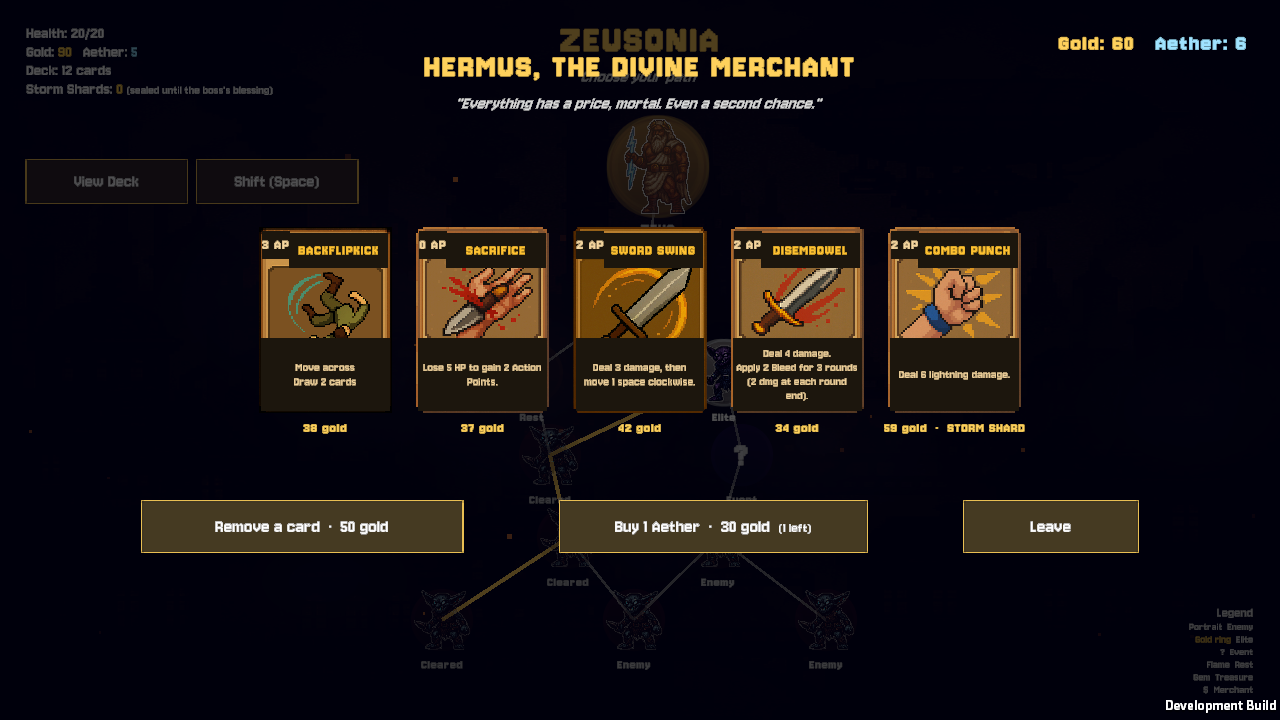 Health: 20/20
Gold: 90 Aether: 5
Deck: 12 cards
Storm Shards: 0 (sealed until the boss's blessing)
ZEUSONIA
choose your path
HERMUS, THE DIVINE MERCHANT
"Everything has a price, mortal. Even a second chance."
Gold: 60 Aether: 6
View Deck
Shift (Space)
3 AP BACKFLIPKICK
Move across
Draw 2 cards
38 gold
0 AP SACRIFICE
Lose 5 HP to gain 2 Action
Points.
37 gold
2 AP SWORD SWING
Deal 3 damage, then
move 1 space clockwise.
42 gold
2 AP DISEMBOWEL
Deal 4 damage.
Apply 2 Bleed for 3 rounds
(2 dmg at each round
end).
34 gold
2 AP COMBO PUNCH
Deal 6 lightning damage.
59 gold · STORM SHARD
Rest
Elite
?
Cleared
Event
Remove a card · 50 gold
Buy 1 Aether · 30 gold (1 left)
Leave
Cleared
Enemy
Cleared
Enemy
Enemy
Legend
Portrait Enemy
Gold ring Elite
? Event
Flame Rest
Gem Treasure
$ Merchant
Development Build